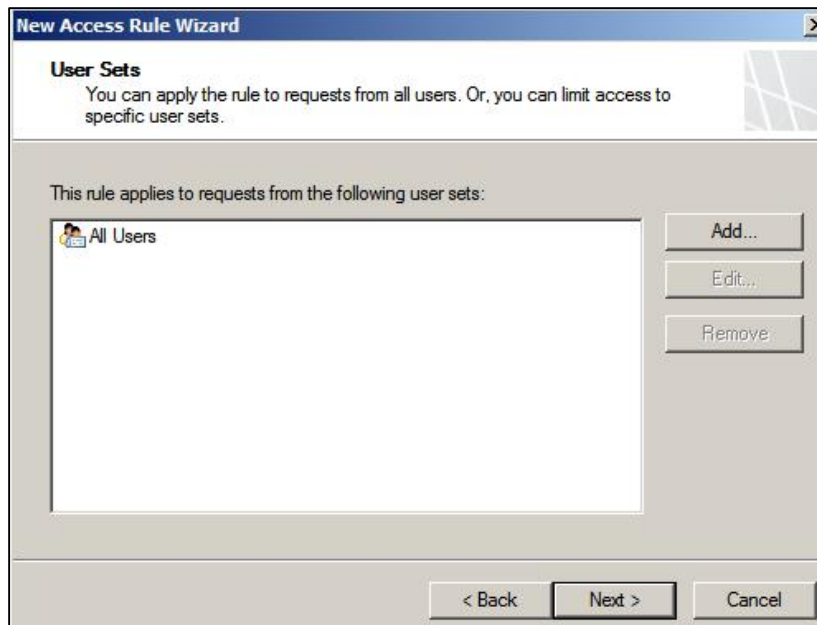 New Access Rule Wizard
User Sets
You can apply the rule to requests from all users. Or, you can limit access to
specific user sets.
This rule applies to requests from the following user sets:
All Users
Add...
Edit...
Remove
< Back
Next >
Cancel